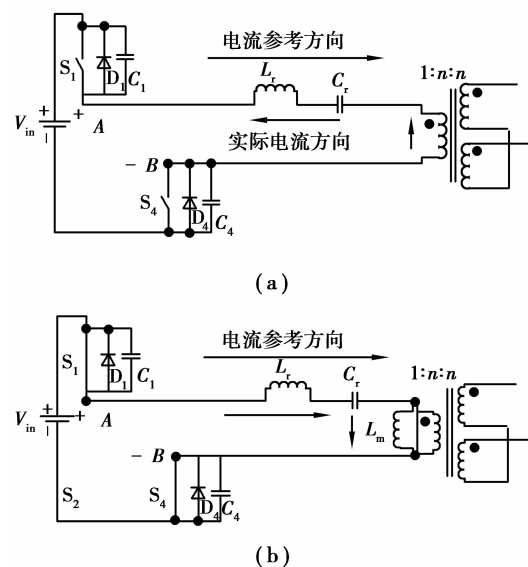 电流参考方向
S1
D1
C1
Lr
Cr
1:n:n
Vin
+
−
+
A
实际电流方向
− B
S4
D4
C4
(a)
电流参考方向
S1
D1
C1
Lr
Cr
1:n:n
Vin
+
−
A
Lm
− B
S2
S4
D4
C4
(b)